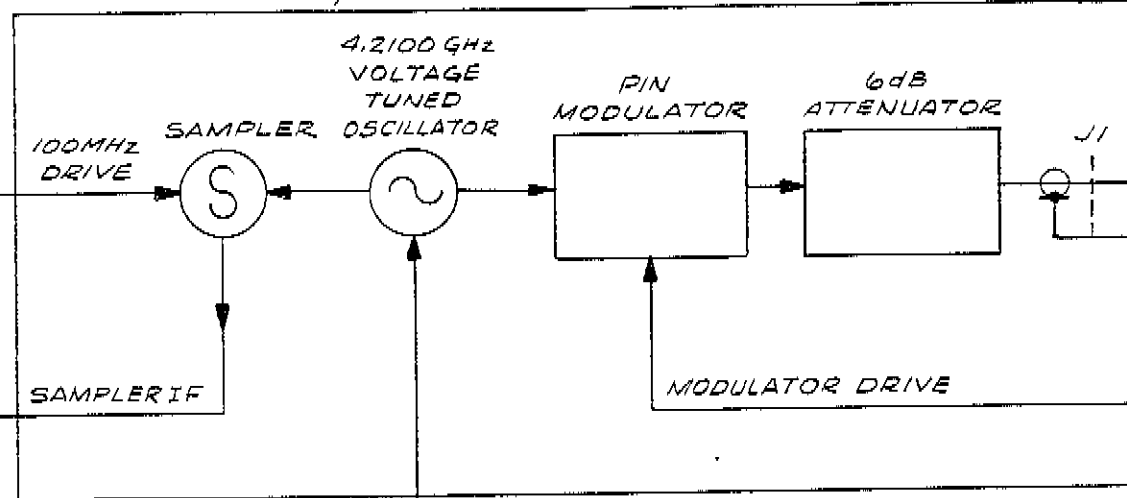 4.2100 GHz
VOLTAGE
TUNED
OSCILLATOR
SAMPLER
100MHz
DRIVE
S
PIN
MODULATOR
6dB
ATTENUATOR
J1
SAMPLER IF
MODULATOR DRIVE